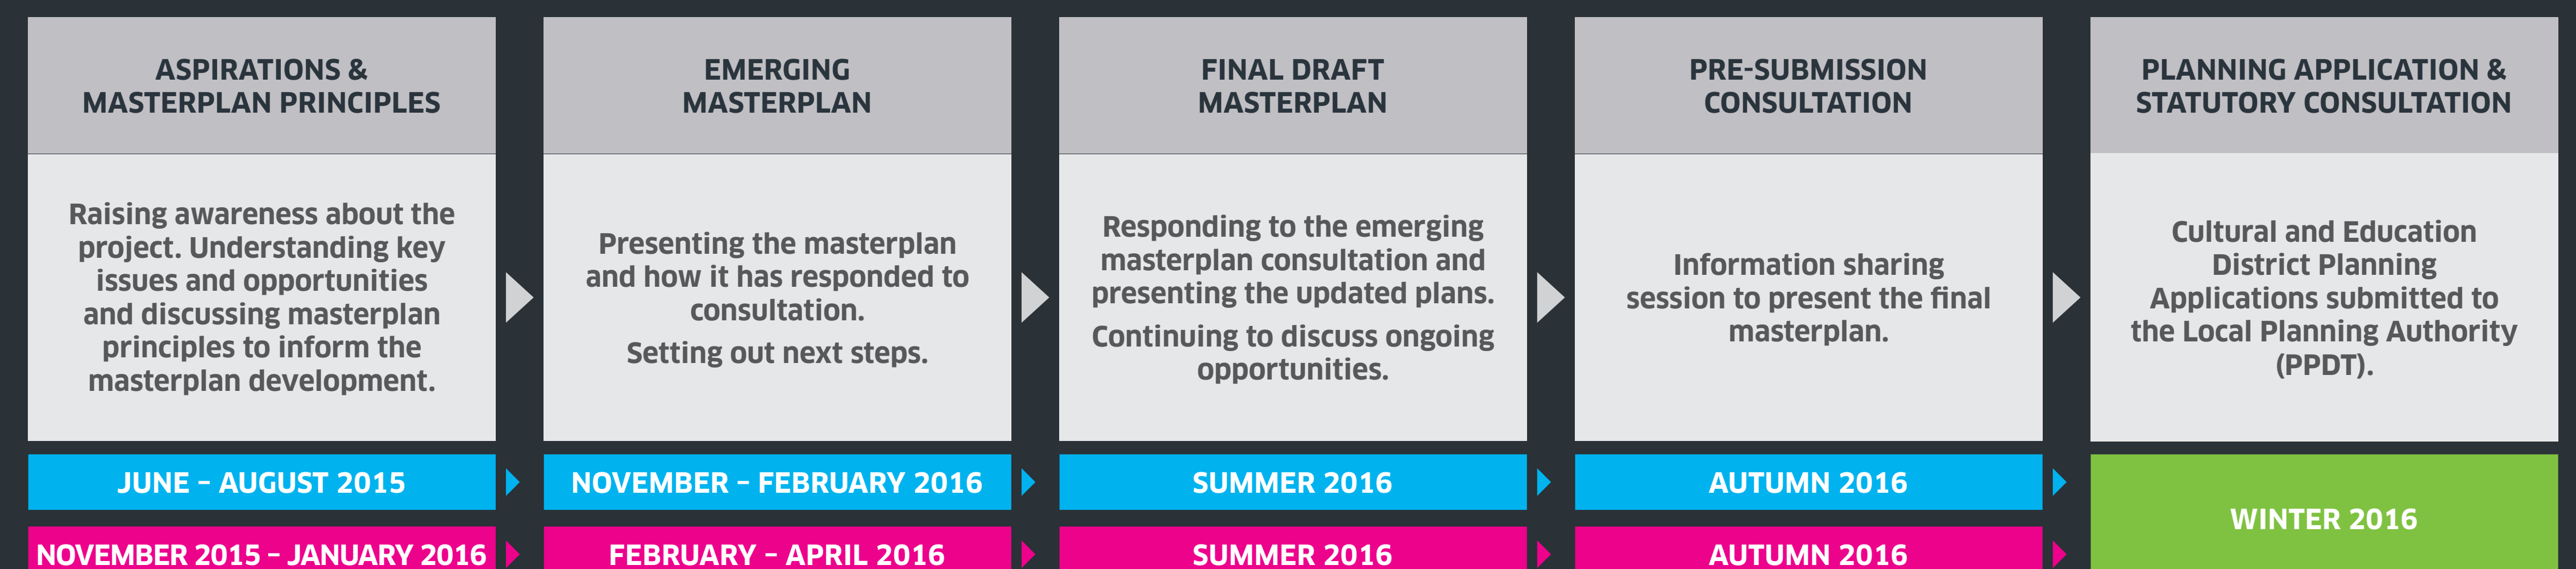 ASPIRATIONS &
MASTERPLAN PRINCIPLES
Raising awareness about the
project. Understanding key
issues and opportunities
and discussing masterplan
principles to inform the
masterplan development.
JUNE – AUGUST 2015
NOVEMBER 2015 – JANUARY 2016
EMERGING
MASTERPLAN
Presenting the masterplan
and how it has responded to
consultation.
Setting out next steps.
NOVEMBER – FEBRUARY 2016
FEBRUARY – APRIL 2016
FINAL DRAFT
MASTERPLAN
Responding to the emerging
masterplan consultation and
presenting the updated plans.
Continuing to discuss ongoing
opportunities.
SUMMER 2016
SUMMER 2016
PRE-SUBMISSION
CONSULTATION
Information sharing
session to present the final
masterplan.
AUTUMN 2016
AUTUMN 2016
PLANNING APPLICATION &
STATUTORY CONSULTATION
Cultural and Education
District Planning
Applications submitted to
the Local Planning Authority
(PPDT).
WINTER 2016